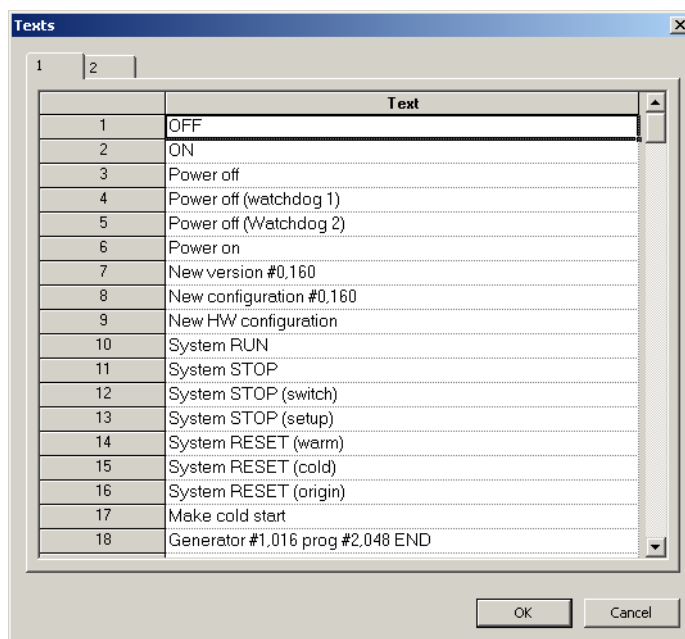 Texts
1 2
Text
1 OFF
2 ON
3 Power off
4 Power off (watchdog 1)
5 Power off (Watchdog 2)
6 Power on
7 New version #0,160
8 New configuration #0,160
9 New HW configuration
10 System RUN
11 System STOP
12 System STOP (switch)
13 System STOP (setup)
14 System RESET (warm)
15 System RESET (cold)
16 System RESET (origin)
17 Make cold start
18 Generator #1,016 prog #2,048 END
OK Cancel